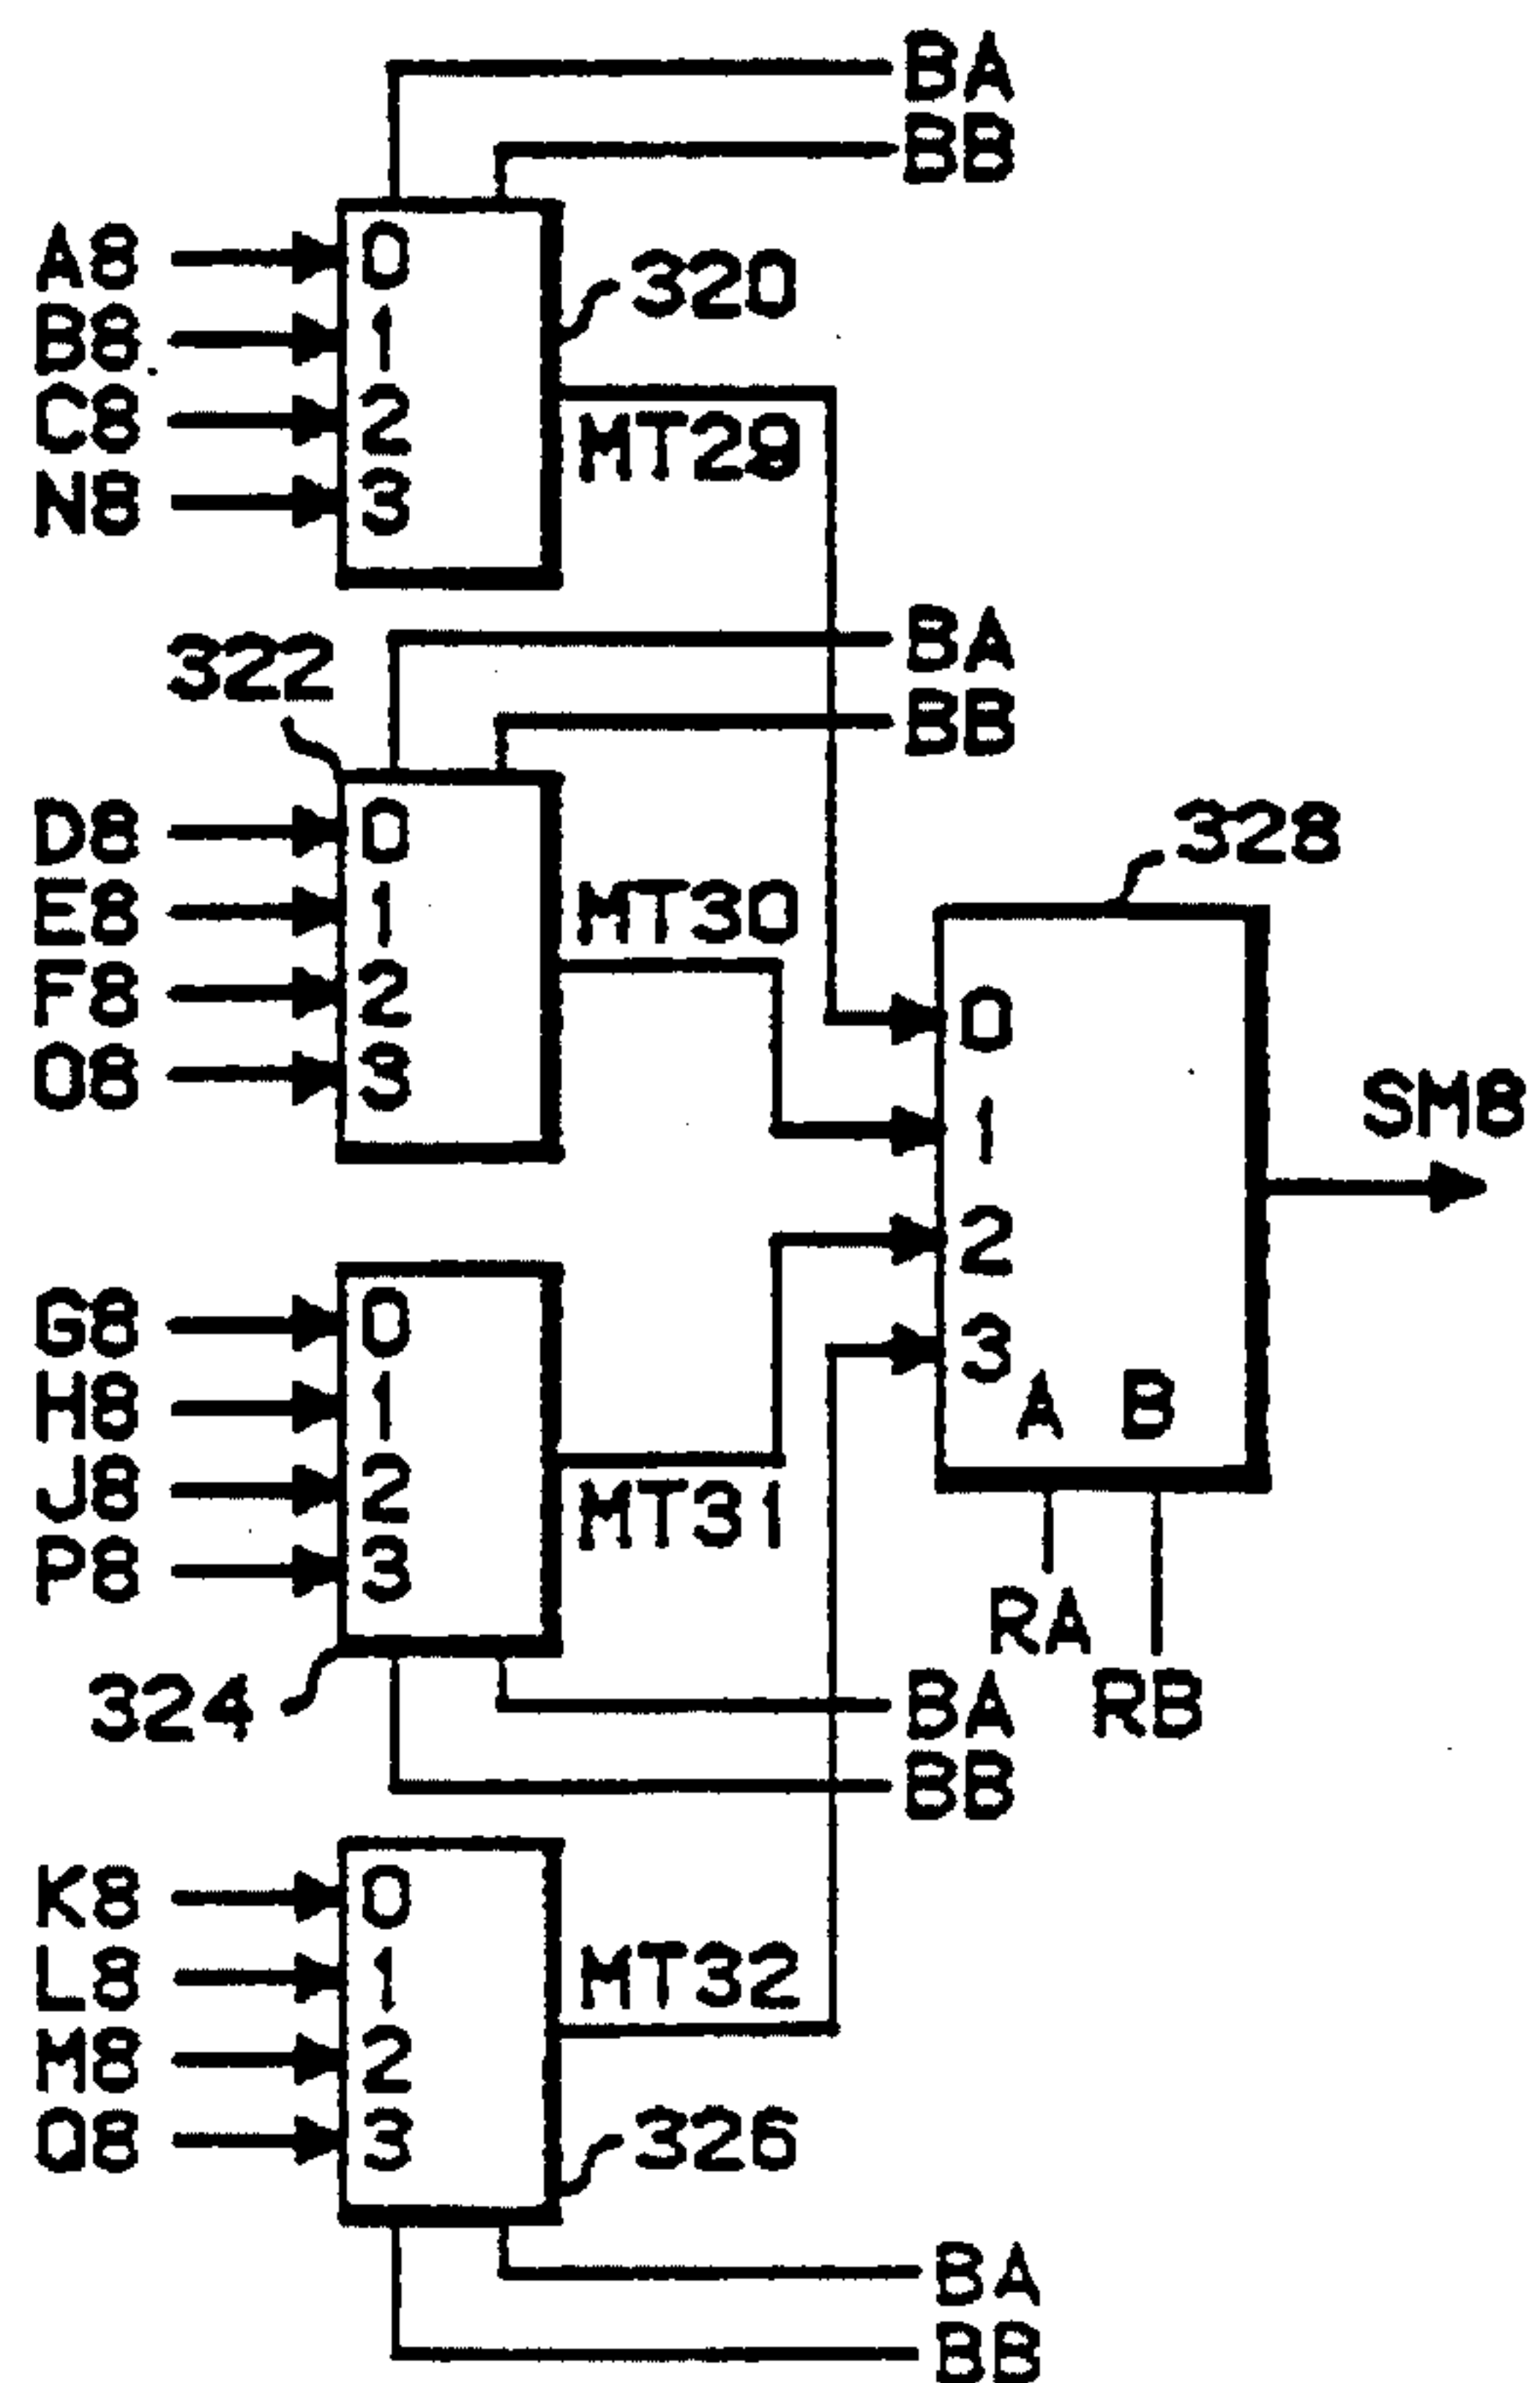 BA
BB
A8 0 320
B8 1
C8 2 MT29
N8 3
322 BA
BB
D8 0 328
E8 1 MT30
F8 2 0
O8 3 1 SM8
2
G8 0 3
H8 1 A B
J8 2 MT31
P8 3 RA
324 BA RB
BB
K8 0
L8 1 MT32
M8 2
Q8 3 326
BA
BB